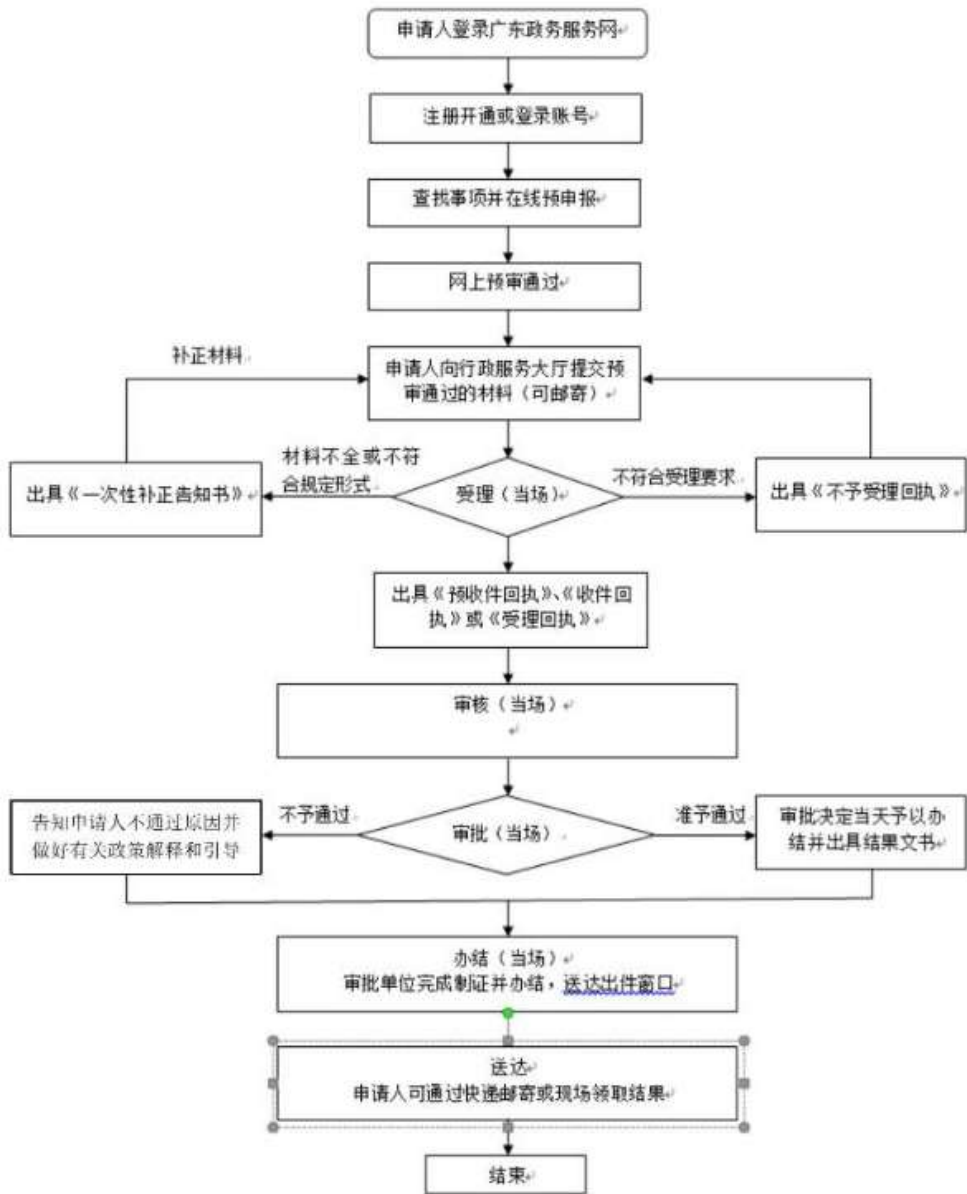 申请人登录广东政务服务网
注册开通或登录账号
查找事项并在线预申报
网上预审通过
补正材料
申请人向行政服务大厅提交预
审通过的材料（可邮寄）
材料不全或不符
合规定形式
出具《一次性补正告知书》
受理（当场）
不符合受理要求
出具《不予受理回执》
出具《预收件回执》、《收件回
执》或《受理回执》
审核（当场）
告知申请人不通过原因并
做好有关政策解释和引导
不予通过
审批（当场）
准予通过
审批决定当天予以办
结并出具结果文书
办结（当场）
审批单位完成制证并办结，送达出件窗口
送达
申请人可通过快递邮寄或现场领取结果
结束